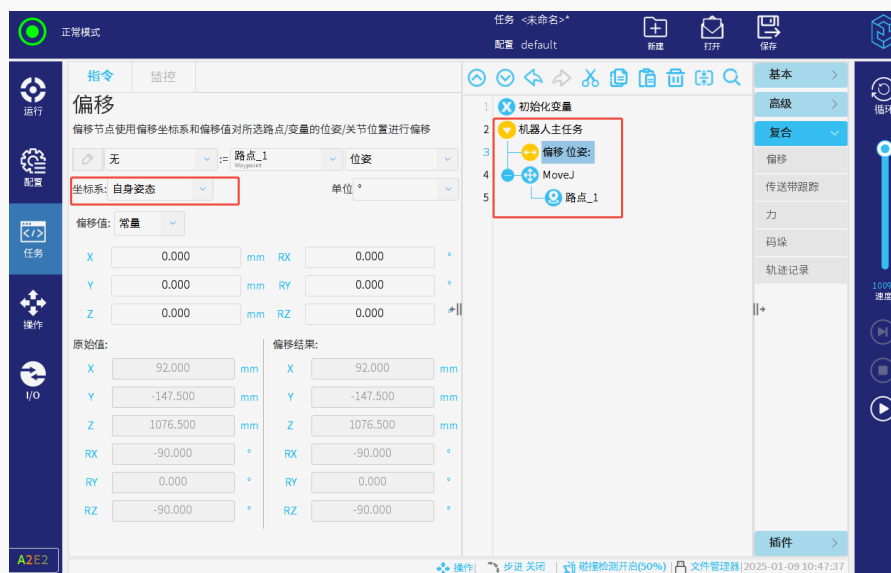 正常模式
任务 <未命名>*
配置 default
新建
打开
保存
运行
配置
任务
操作
I/O
A2E2
指令 监控
偏移
偏移节点使用偏移坐标系和偏移值对所选路点/变量的位姿/关节位置进行偏移
无 := 路点_1 位姿
Waypoint
坐标系: 自身姿态 单位 °
偏移值: 常量
X 0.000 mm RX 0.000 °
Y 0.000 mm RY 0.000 °
Z 0.000 mm RZ 0.000 °
原始值: 偏移结果:
X 92.000 mm X 92.000 mm
Y -147.500 mm Y -147.500 mm
Z 1076.500 mm Z 1076.500 mm
RX -90.000 ° RX -90.000 °
RY 0.000 ° RY 0.000 °
RZ -90.000 ° RZ -90.000 °
1 初始化变量
2 机器人主任务
3 偏移 位姿:
4 MoveJ
5 路点_1
基本
高级
复合
偏移
传送带跟踪
力
码垛
轨迹记录
插件
循环
100%
速度
操作 步进 关闭 碰撞检测开启(50%) 文件管理器 2025-01-09 10:47:37